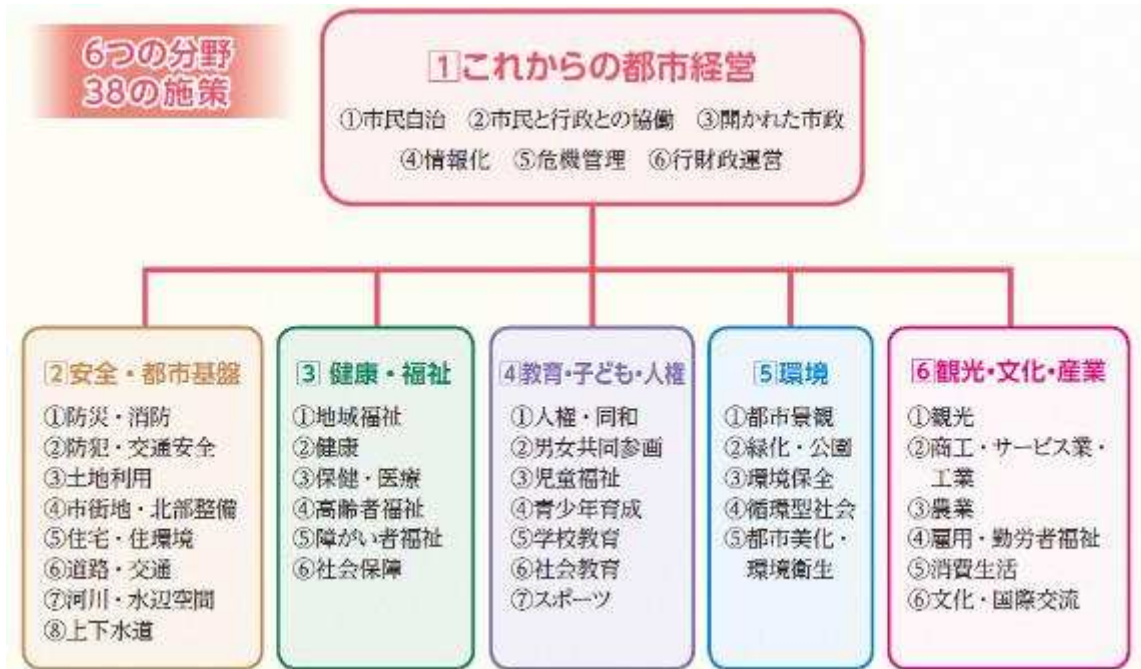 6つの分野
38の施策
1これからの都市経営
①市民自治 ②市民と行政との協働 ③開かれた市政
④情報化 ⑤危機管理 ⑥行財政運営
2安全・都市基盤
①防災・消防
②防犯・交通安全
③土地利用
④市街地・北部整備
⑤住宅・住環境
⑥道路・交通
⑦河川・水辺空間
⑧上下水道
3 健康・福祉
①地域福祉
②健康
③保健・医療
④高齢者福祉
⑤障がい者福祉
⑥社会保障
4教育・子ども・人権
①人権・同和
②男女共同参画
③児童福祉
④青少年育成
⑤学校教育
⑥社会教育
⑦スポーツ
5環境
①都市景観
②緑化・公園
③環境保全
④循環型社会
⑤都市美化・
環境衛生
6観光・文化・産業
①観光
②商工・サービス業・
工業
③農業
④雇用・勤労者福祉
⑤消費生活
⑥文化・国際交流